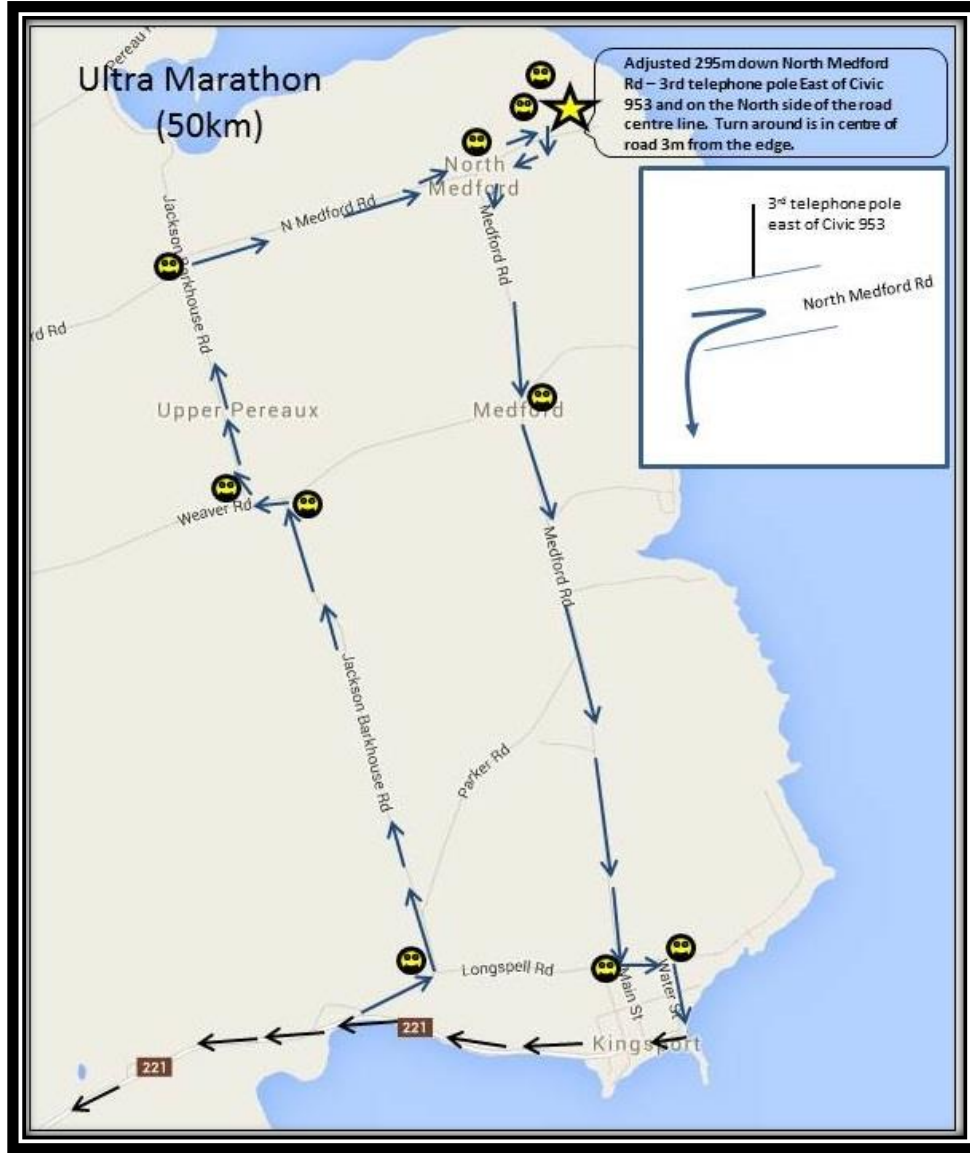 Pereau
Ultra Marathon
(50km)
Adjusted 295m down North Medford
Rd – 3rd telephone pole East of Civic
953 and on the North side of the road
centre line. Turn around is in centre of
road 3m from the edge.
North
Medford
3rd telephone pole
east of Civic 953
North Medford Rd
N Medford Rd
Jackson Barkhouse Rd
Medford Rd
rd Rd
Upper Pereaux
Medford
Weaver Rd
Medford Rd
Jackson Barkhouse Rd
Parker Rd
Longspell Rd
Main St
Water St
221
Kingsport
221